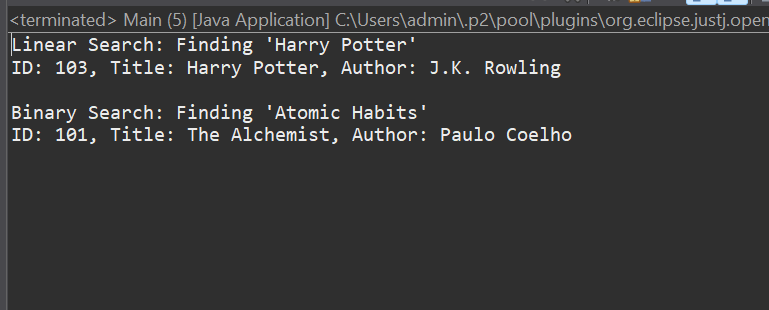 <terminated> Main (5) [Java Application] C:\Users\admin\.p2\pool\plugins\org.eclipse.justj.open
Linear Search: Finding 'Harry Potter'
ID: 103, Title: Harry Potter, Author: J.K. Rowling
Binary Search: Finding 'Atomic Habits'
ID: 101, Title: The Alchemist, Author: Paulo Coelho